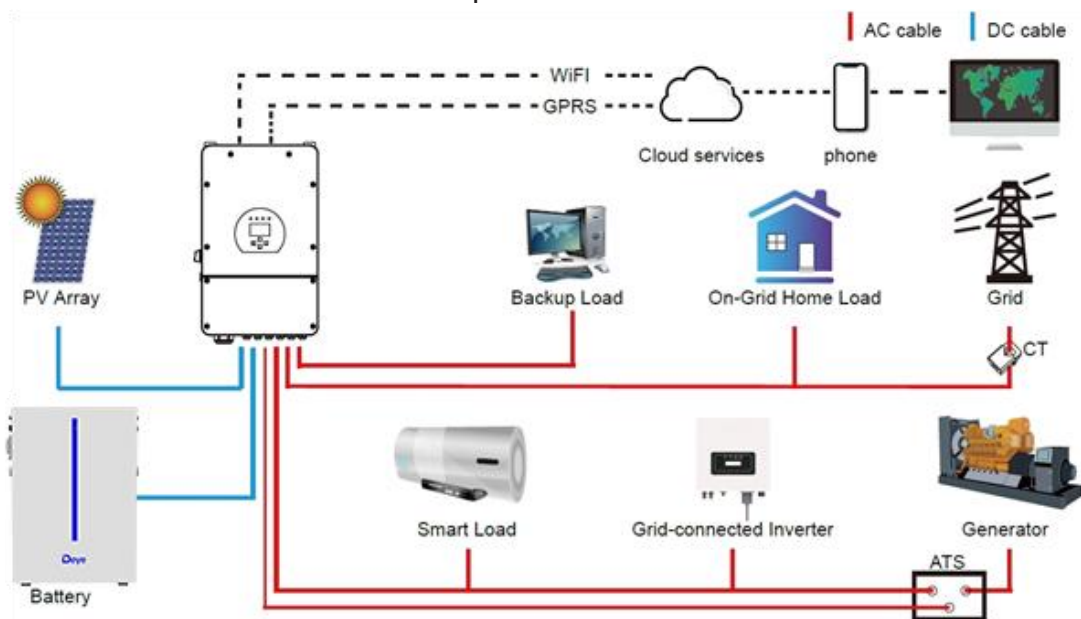 AC cable
DC cable
WiFI
GPRS
Cloud services
phone
PV Array
Backup Load
On-Grid Home Load
Grid
CT
Deye
Battery
Smart Load
Grid-connected Inverter
Generator
ATS